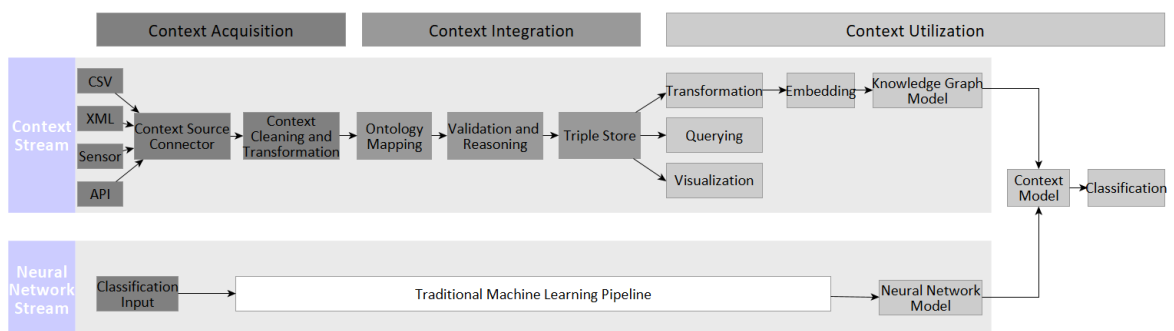 Context Acquisition
Context Integration
Context Utilization
Context
Stream
CSV
XML
Sensor
API
Context Source
Connector
Context
Cleaning and
Transformation
Ontology
Mapping
Validation and
Reasoning
Triple Store
Transformation
Embedding
Knowledge Graph
Model
Querying
Visualization
Context
Model
Classification
Neural
Network
Stream
Classification
Input
Traditional Machine Learning Pipeline
Neural Network
Model